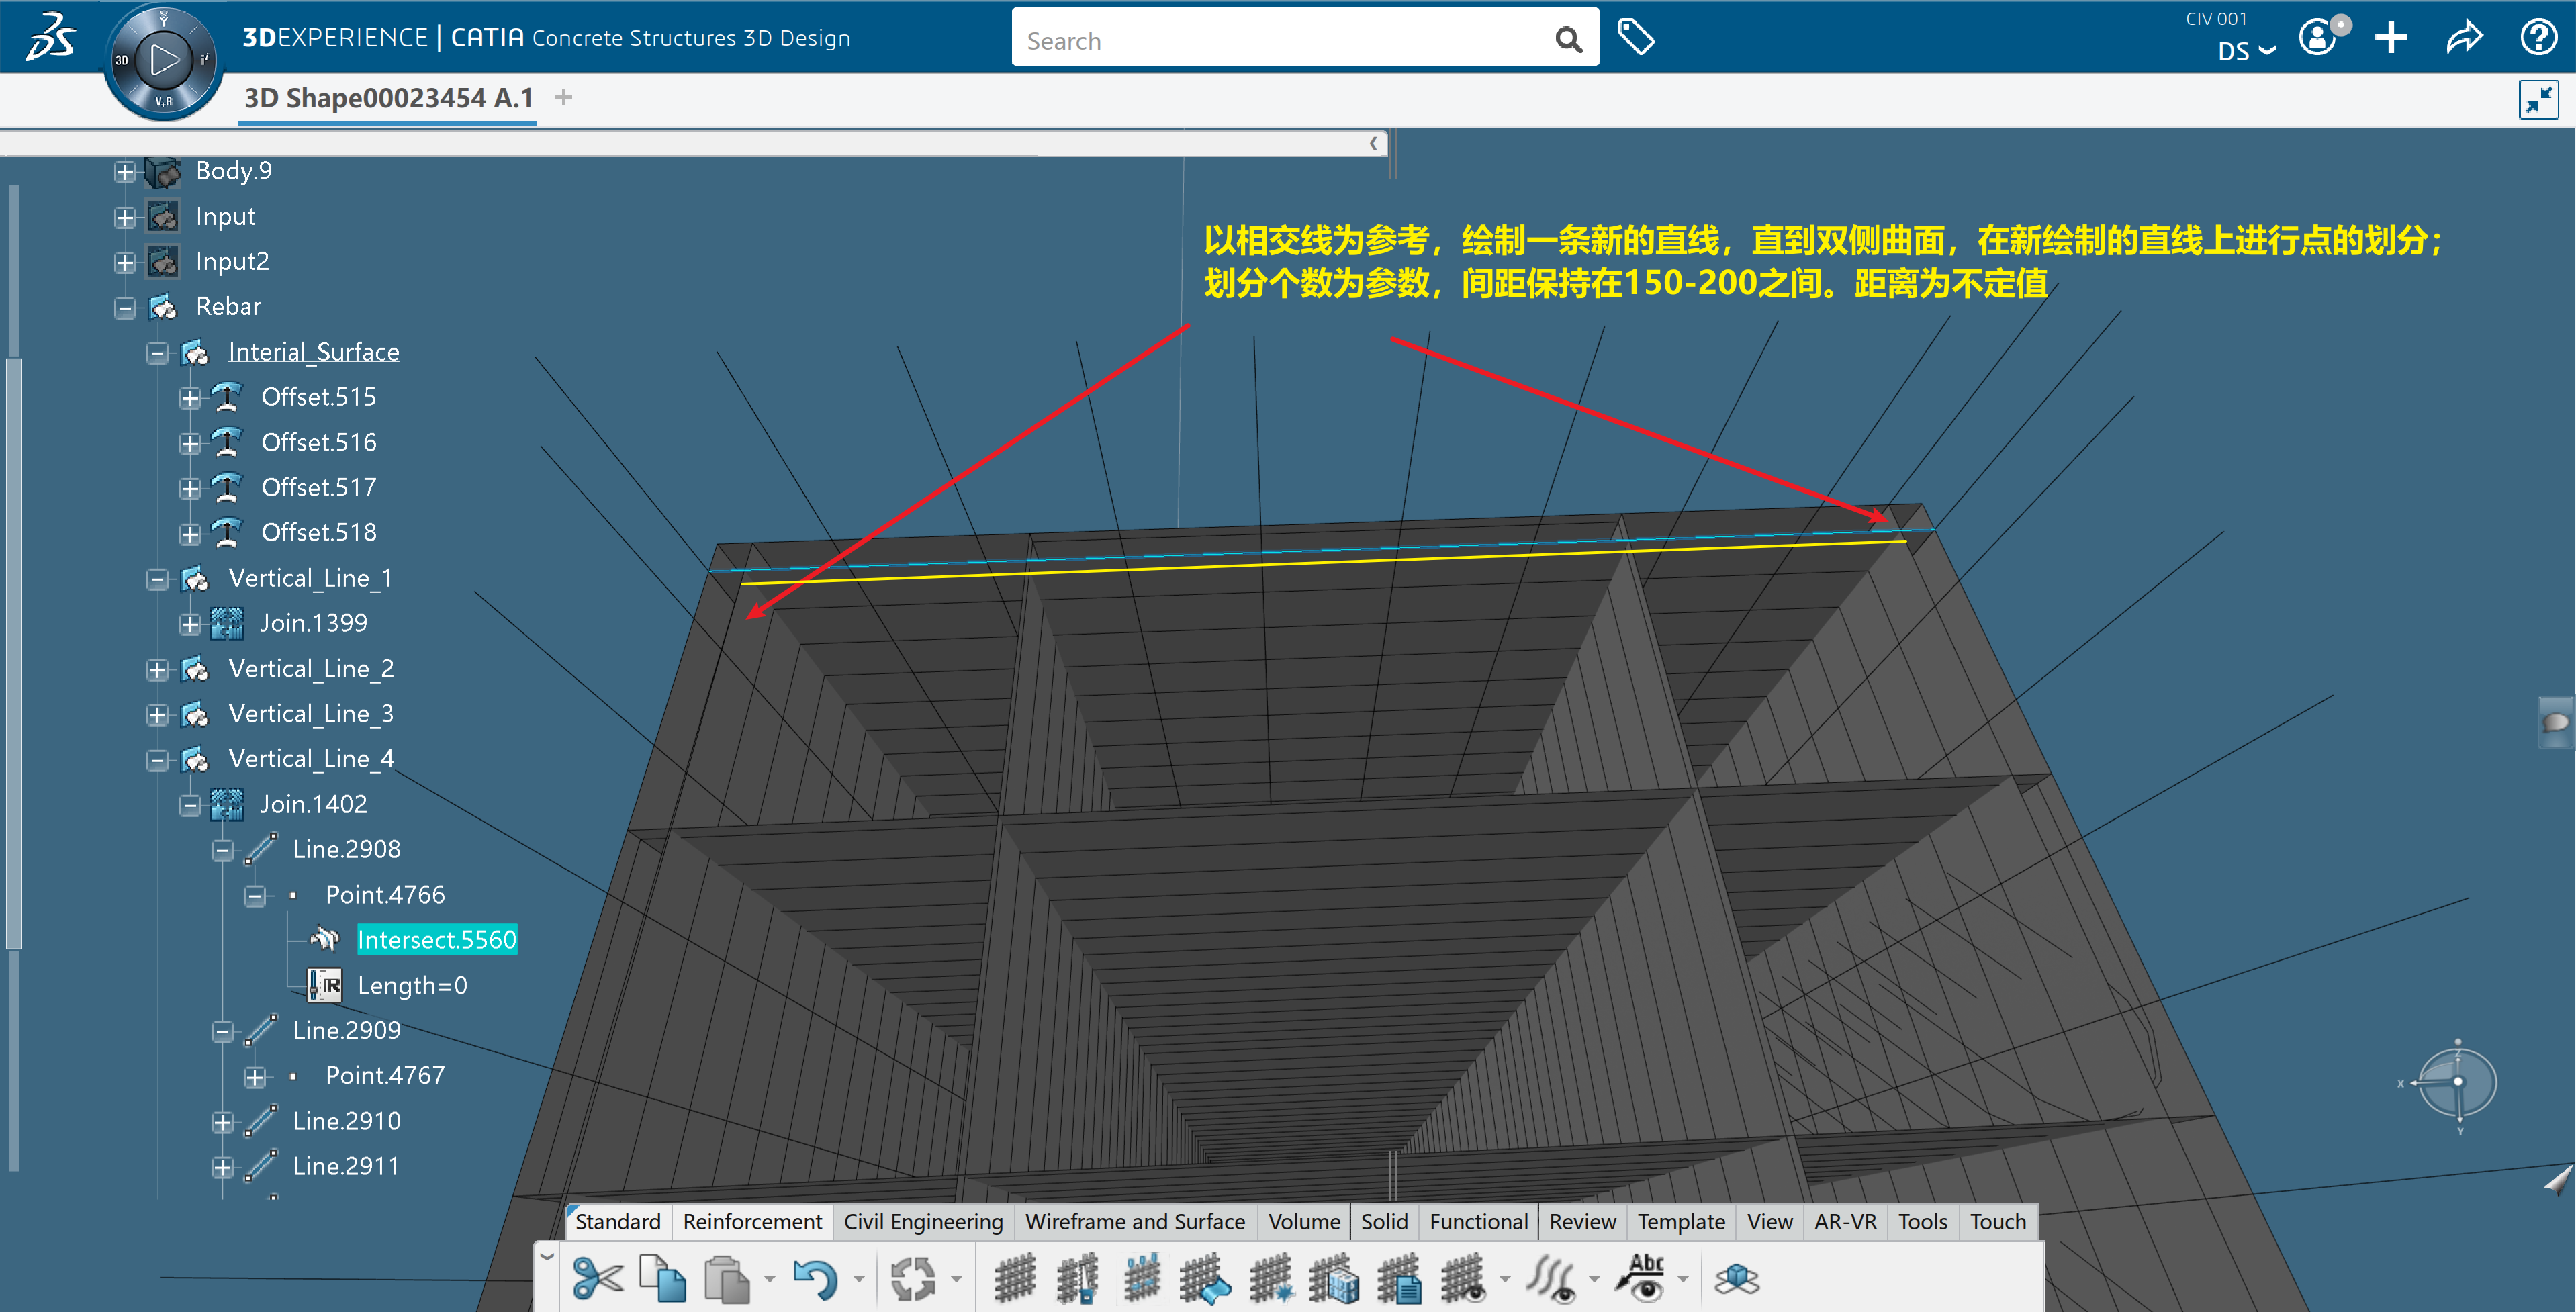 3DEXPERIENCE | CATIA Concrete Structures 3D Design
Search
CIV 001
DS
3D
i²
V,R
3D Shape00023454 A.1
Body.9
Input
Input2
Rebar
Interial_Surface
Offset.515
Offset.516
Offset.517
Offset.518
Vertical_Line_1
Join.1399
Vertical_Line_2
Vertical_Line_3
Vertical_Line_4
Join.1402
Line.2908
Point.4766
Intersect.5560
Length=0
Line.2909
Point.4767
Line.2910
Line.2911
以相交线为参考，绘制一条新的直线，直到双侧曲面，在新绘制的直线上进行点的划分；
划分个数为参数，间距保持在150-200之间。距离为不定值
Z
X
Y
Standard Reinforcement Civil Engineering Wireframe and Surface Volume Solid Functional Review Template View AR-VR Tools Touch
Abc